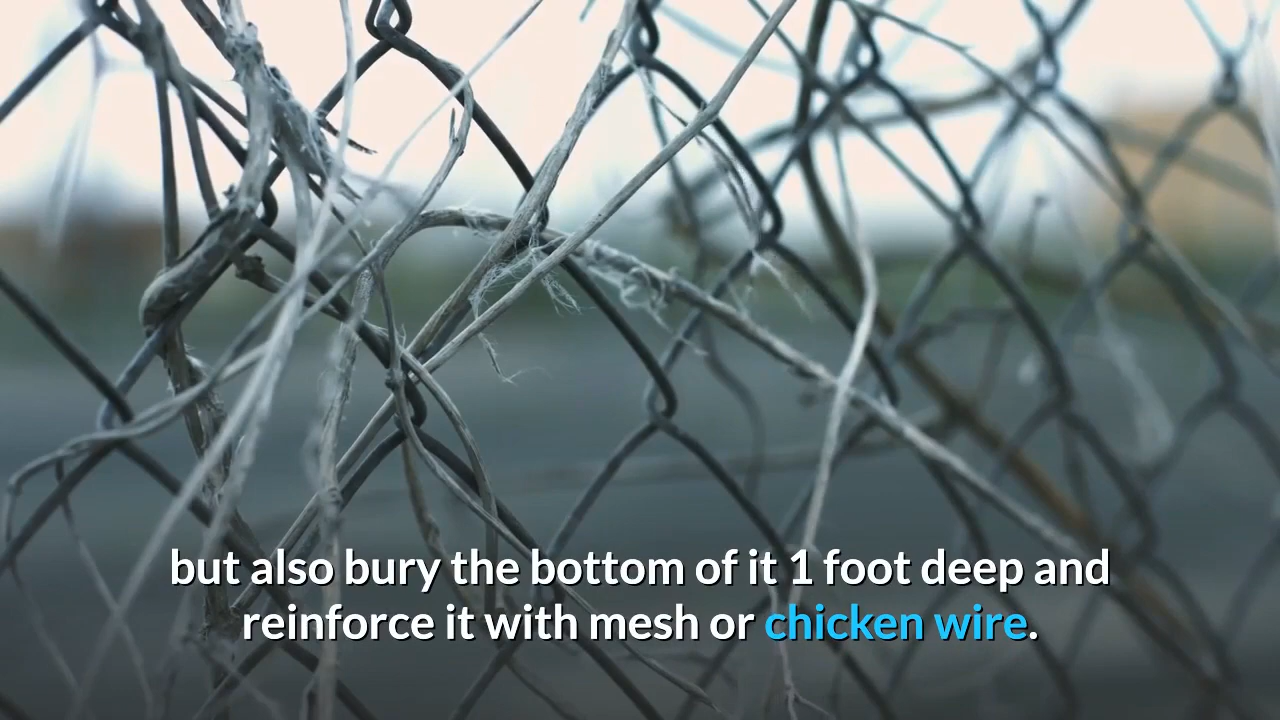 but also bury the bottom of it 1 foot deep and
reinforce it with mesh or chicken wire.